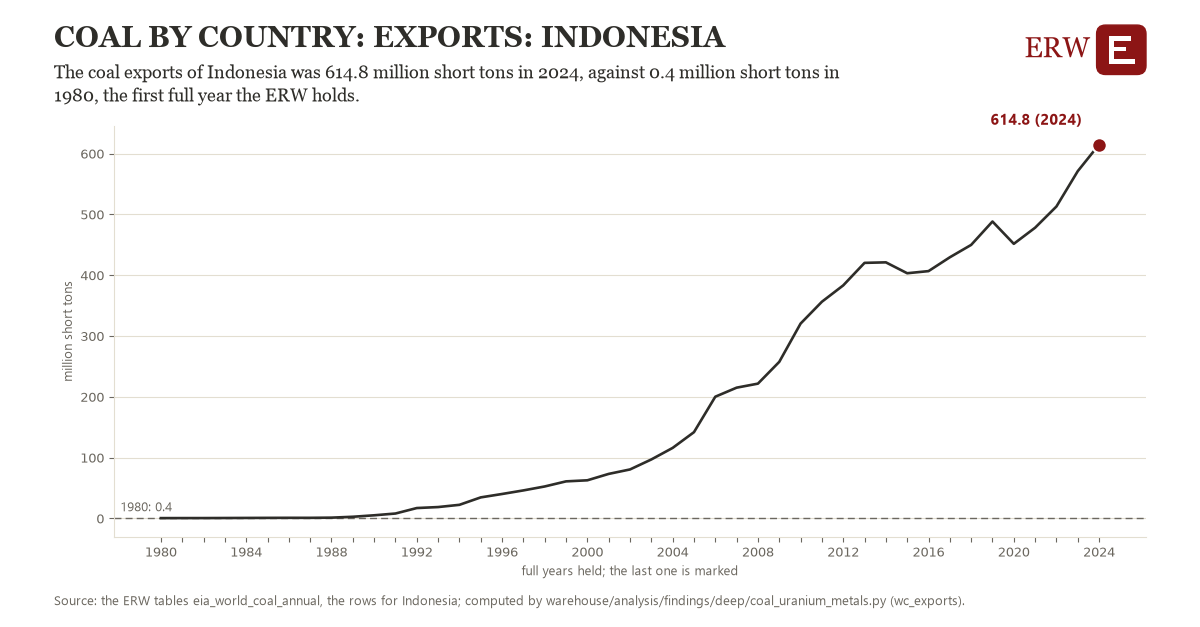 COAL BY COUNTRY: EXPORTS: INDONESIA
ERW E
The coal exports of Indonesia was 614.8 million short tons in 2024, against 0.4 million short tons in
1980, the first full year the ERW holds.
614.8 (2024)
600
500
400
300
200
100
0
million short tons
1980: 0.4
1980 1984 1988 1992 1996 2000 2004 2008 2012 2016 2020 2024
full years held; the last one is marked
Source: the ERW tables eia_world_coal_annual, the rows for Indonesia; computed by warehouse/analysis/findings/deep/coal_uranium_metals.py (wc_exports).